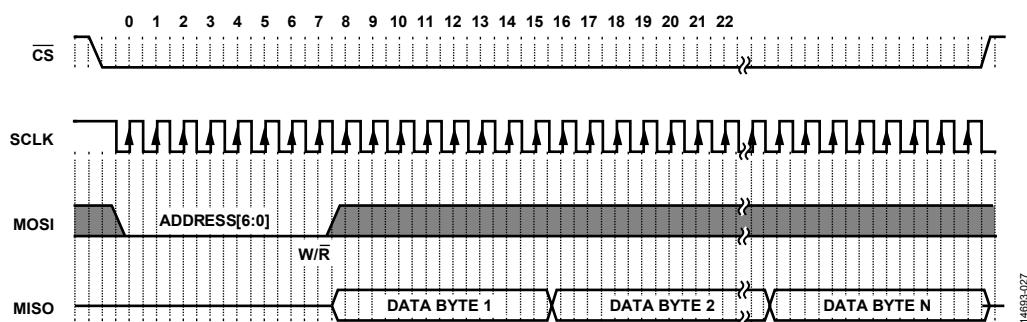 0 1 2 3 4 5 6 7 8 9 10 11 12 13 14 15 16 17 18 19 20 21 22
CS
SCLK
MOSI
ADDRESS[6:0]
W/R
MISO
DATA BYTE 1
DATA BYTE 2
DATA BYTE N
14693-027